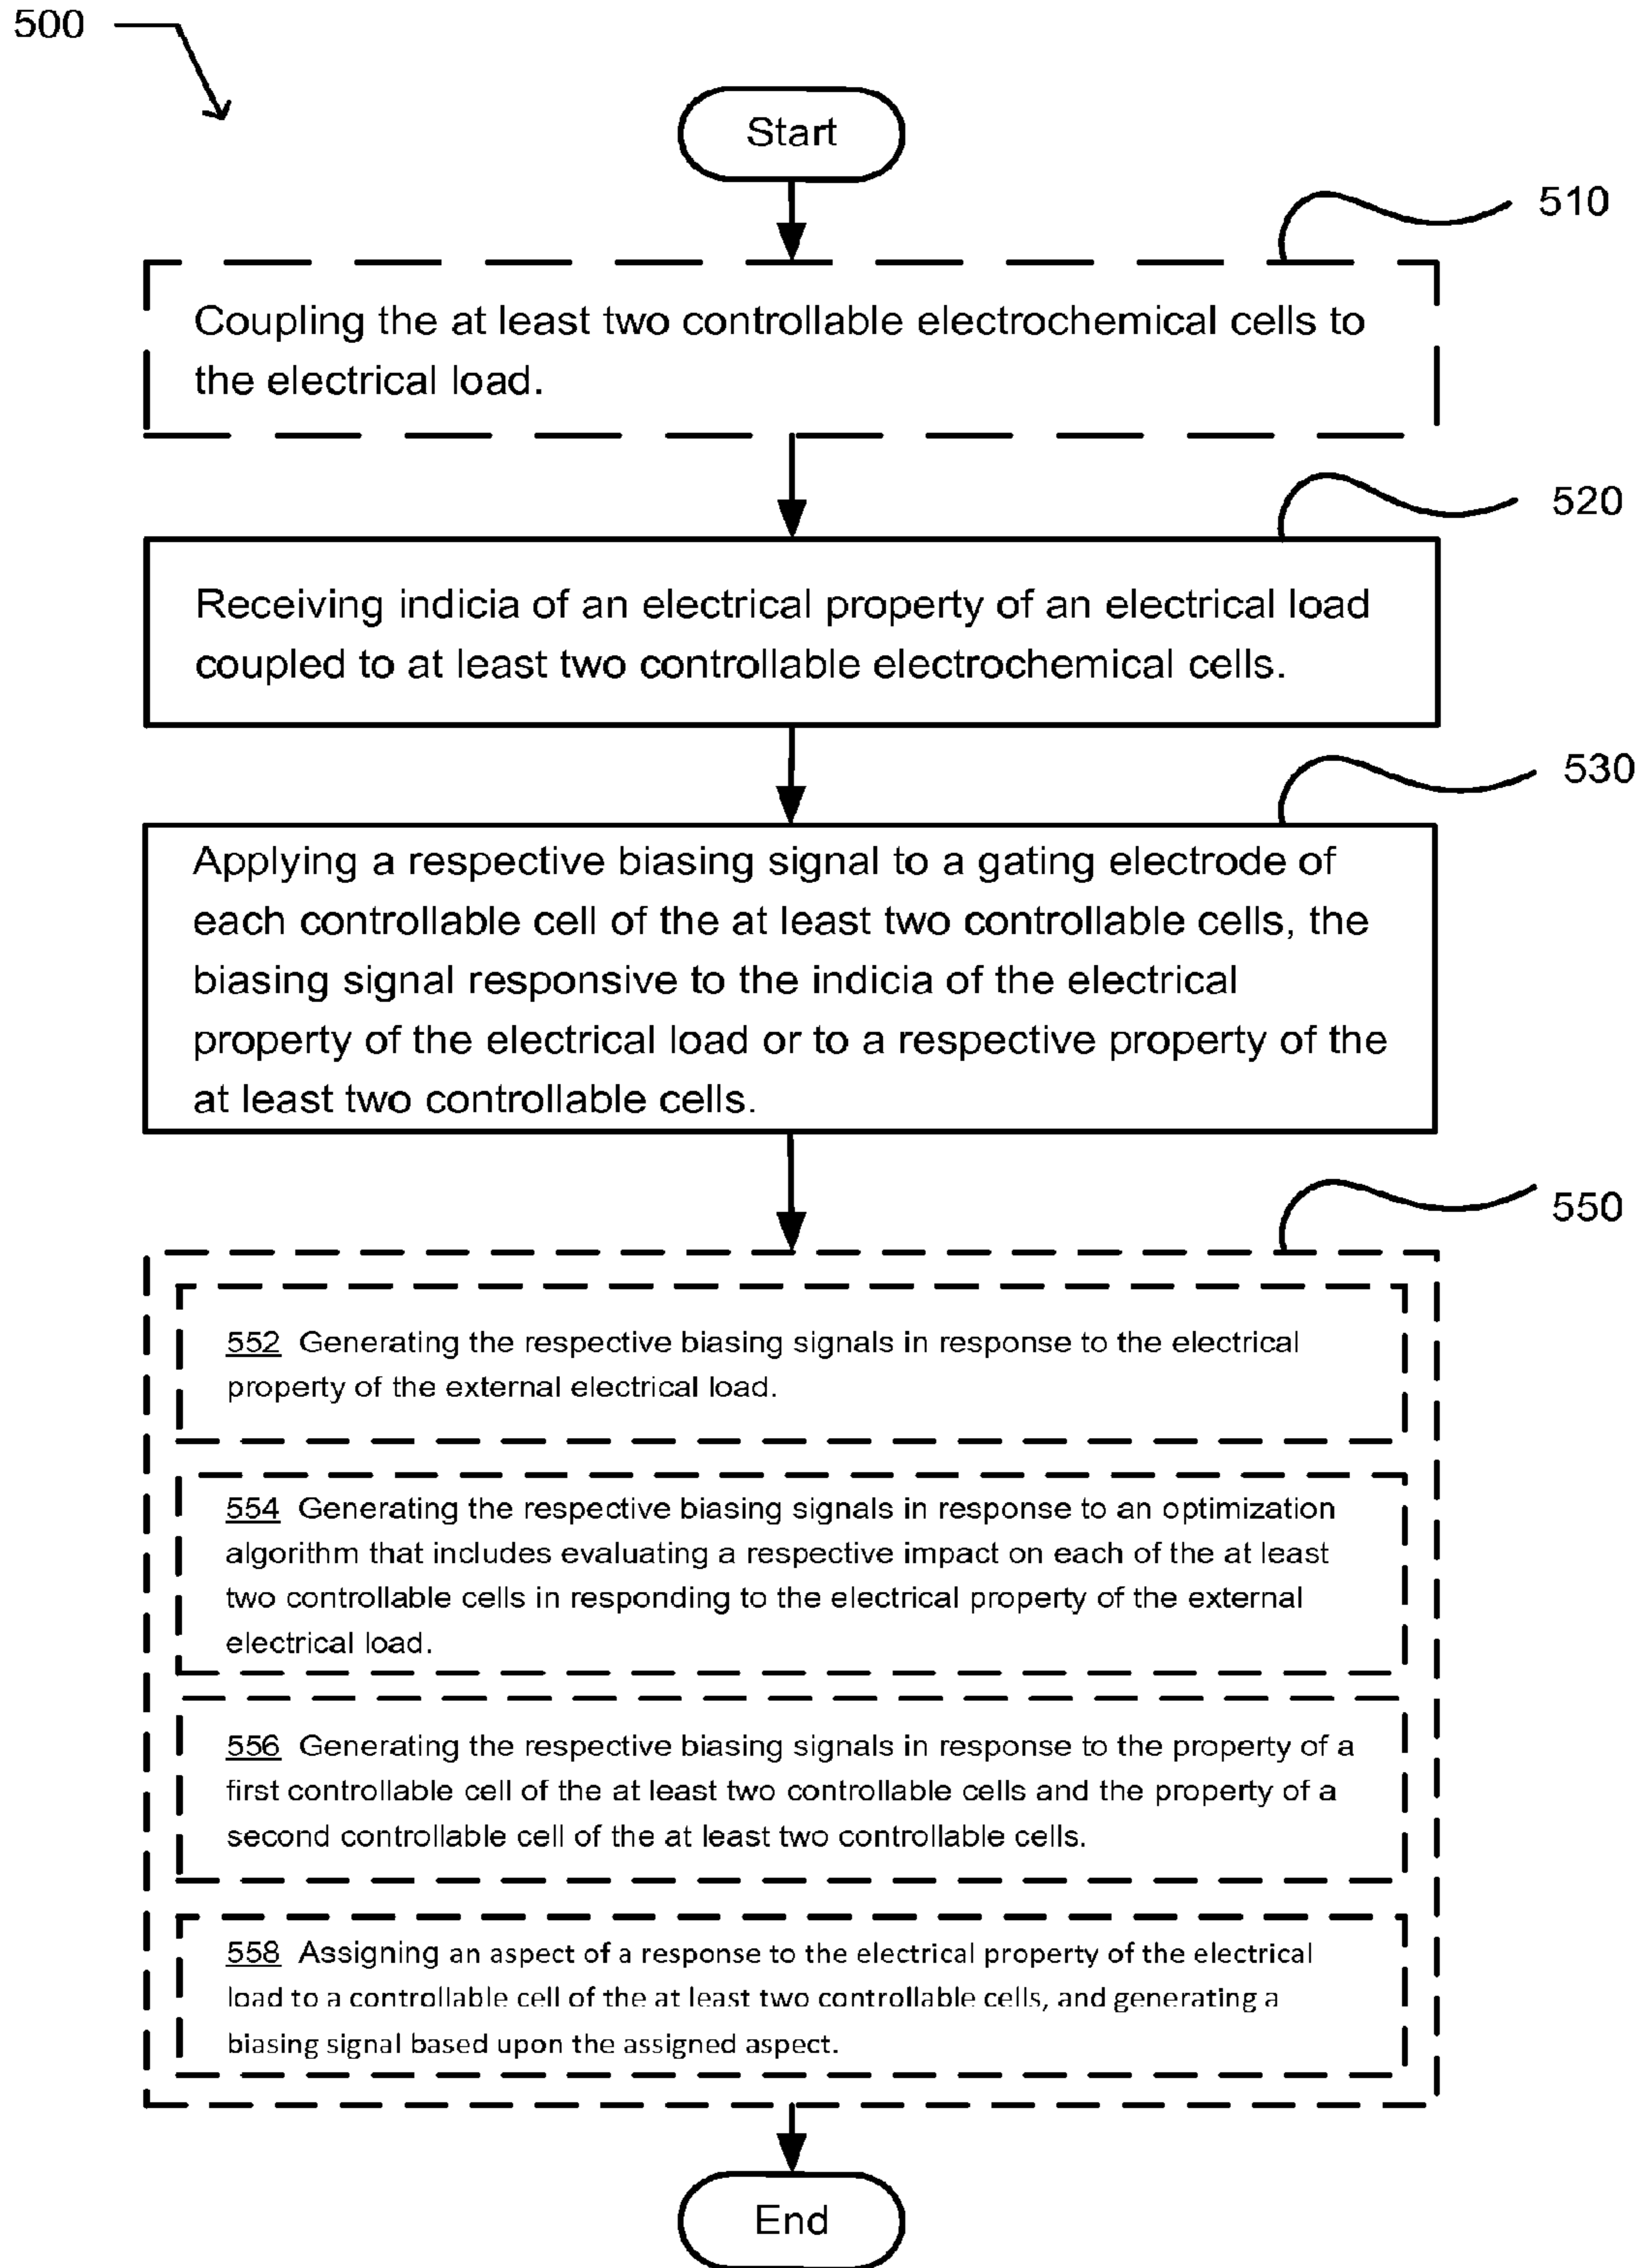 500
Start
510
Coupling the at least two controllable electrochemical cells to
the electrical load.
520
Receiving indicia of an electrical property of an electrical load
coupled to at least two controllable electrochemical cells.
530
Applying a respective biasing signal to a gating electrode of
each controllable cell of the at least two controllable cells, the
biasing signal responsive to the indicia of the electrical
property of the electrical load or to a respective property of the
at least two controllable cells.
550
552 Generating the respective biasing signals in response to the electrical
property of the external electrical load.
554 Generating the respective biasing signals in response to an optimization
algorithm that includes evaluating a respective impact on each of the at least
two controllable cells in responding to the electrical property of the external
electrical load.
556 Generating the respective biasing signals in response to the property of a
first controllable cell of the at least two controllable cells and the property of a
second controllable cell of the at least two controllable cells.
558 Assigning an aspect of a response to the electrical property of the electrical
load to a controllable cell of the at least two controllable cells, and generating a
biasing signal based upon the assigned aspect.
End